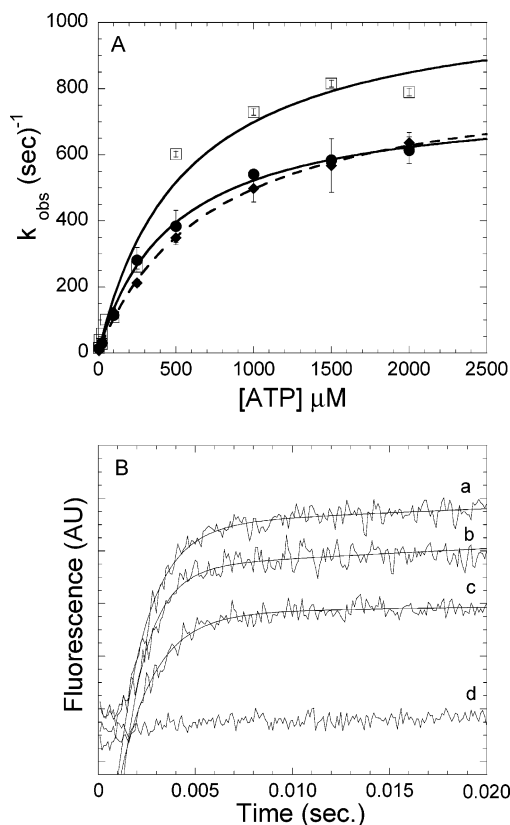 A
1000
800
600
400
200
0
k obs (sec)-1
0 500 1000 1500 2000 2500
[ATP] μM
B
a
b
c
d
Fluorescence (AU)
0 0.005 0.010 0.015 0.020
Time (sec.)